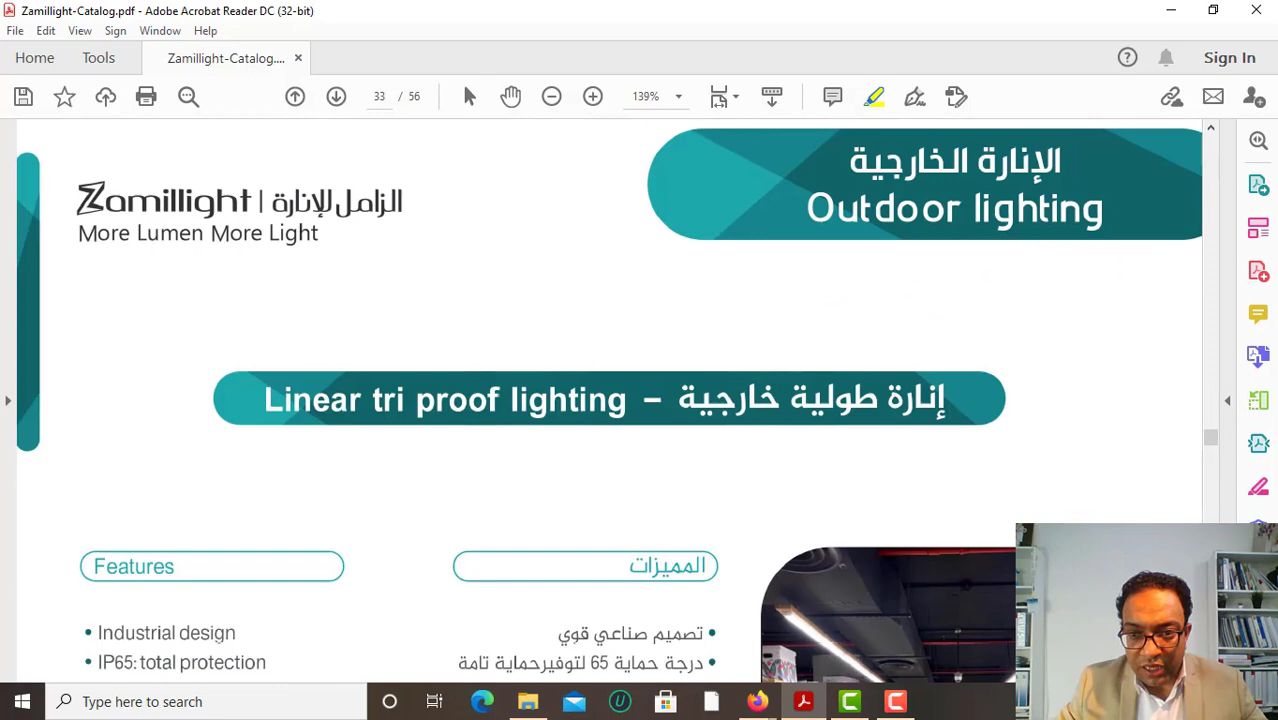 Zamillight-Catalog.pdf - Adobe Acrobat Reader DC (32-bit)
File Edit View Sign Window Help
Home Tools Zamillight-Catalog.... Sign In
33 / 56 139%
الإنارة الخارجية
Outdoor lighting
Zamillight | الزامل للإنارة
More Lumen More Light
Linear tri proof lighting – إنارة طولية خارجية
Features
المميزات
• Industrial design
• تصميم صناعي قوي
• IP65: total protection
• درجة حماية 65 لتوفيرحماية تامة
Type here to search